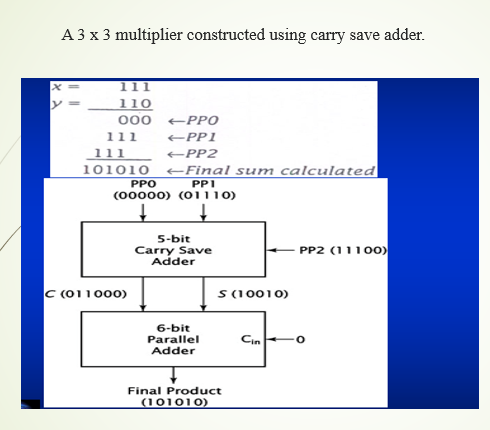 A 3 x 3 multiplier constructed using carry save adder.
x = 111
y = 110
000 ←PP0
111 ←PP1
111 ←PP2
101010 ←Final sum calculated
PP0 PP1
(00000) (01110)
5-bit
Carry Save
Adder
PP2 (11100)
C (011000) S (10010)
6-bit
Parallel
Adder
Cin 0
Final Product
(101010)